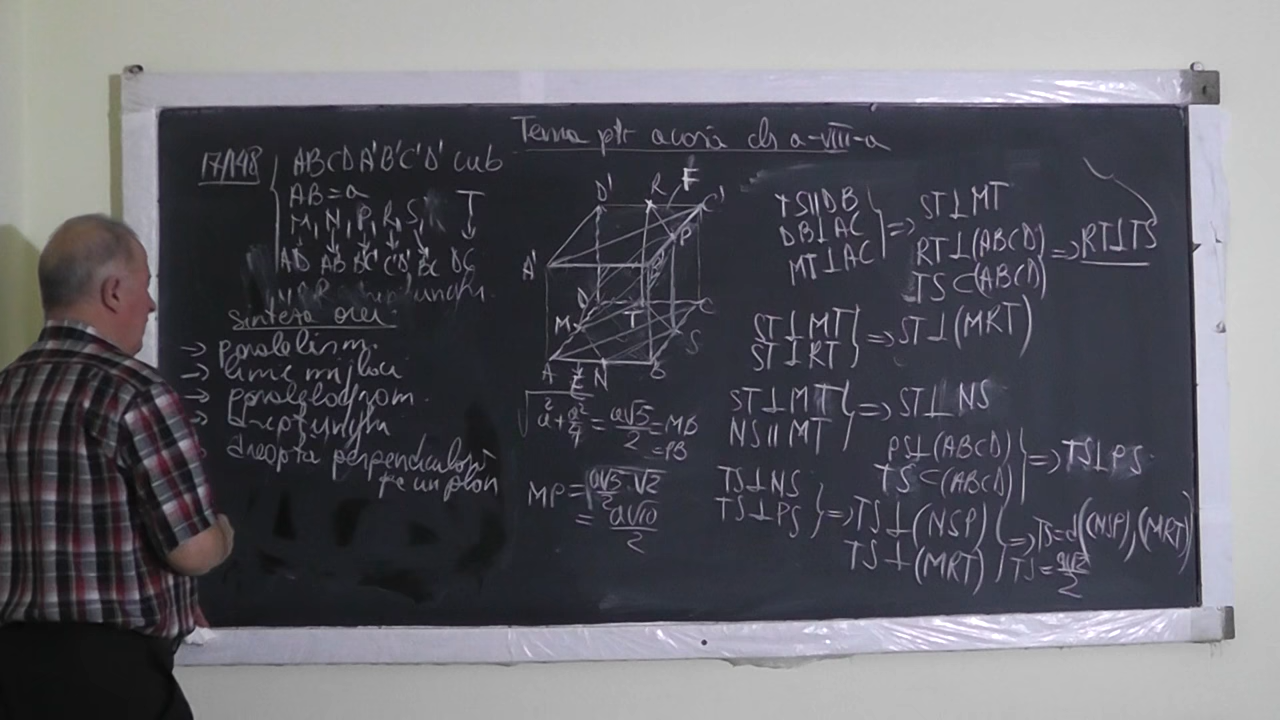 Tema ptr acasă cls a-VIII-a
17/148
ABCDA'B'C'D' cub
AB=a
M, N, P, R, S, T
↓ ↓ ↓ ↓ ↓ ↓
AD AB BC' C'D' BC DC
sinteza orei:
→ paralelism
→ linie mijlocie
→ paralelogram
→ dreptunghi
dreapta perpendiculară
pe un plan
D' R F C'
A' B' P
D T C
M S
A E N B
√(a²+a²/4) = a√5/2 = MB
= PB
MP = a√5·√2/2
= a√10/2
TS∥DB
DB⊥AC
MT⊥AC
=> ST⊥MT
RT⊥(ABCD)
TS⊂(ABCD)
=> RT⊥TS
ST⊥MT
ST⊥RT
=> ST⊥(MRT)
ST⊥MT
NS∥MT
=> ST⊥NS
PS⊥(ABCD)
TS⊂(ABCD)
=> TS⊥PS
TS⊥NS
TS⊥PS
=> TS⊥(NSP)
TS⊥(MRT)
=> TS=d((NSP),(MRT))
TS=a√2/2